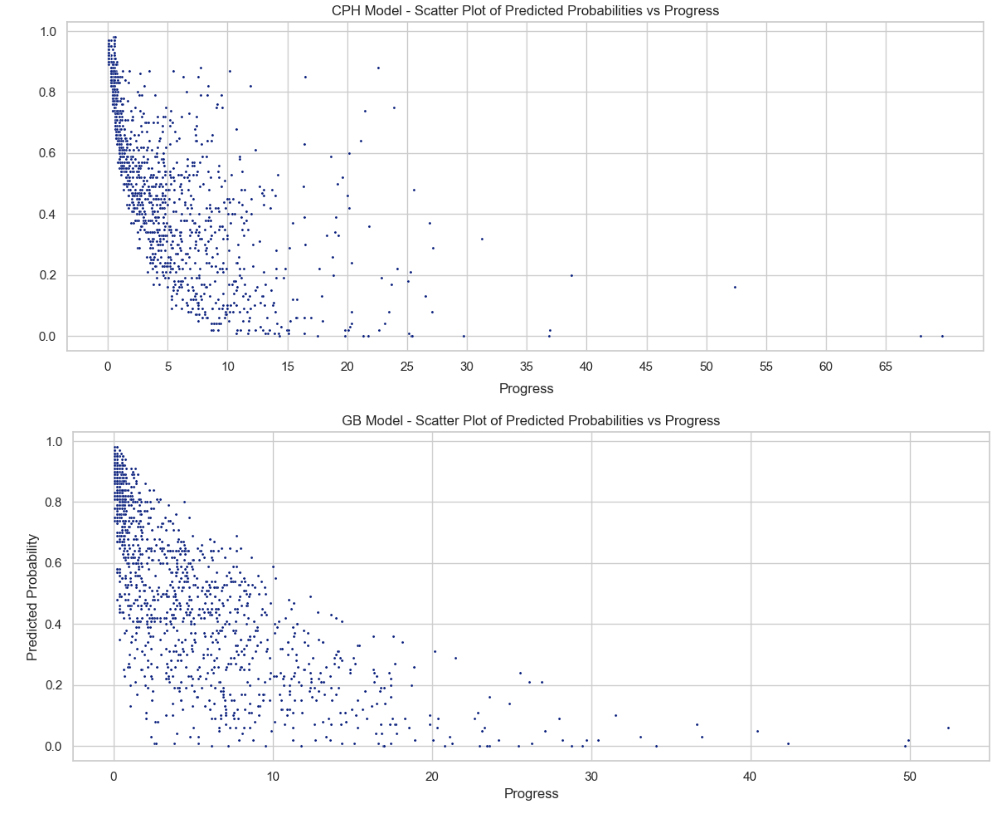 CPH Model - Scatter Plot of Predicted Probabilities vs Progress
1.0
0.8
0.6
0.4
0.2
0.0
0 5 10 15 20 25 30 35 40 45 50 55 60 65
Progress
GB Model - Scatter Plot of Predicted Probabilities vs Progress
Predicted Probability
1.0
0.8
0.6
0.4
0.2
0.0
0 10 20 30 40 50
Progress